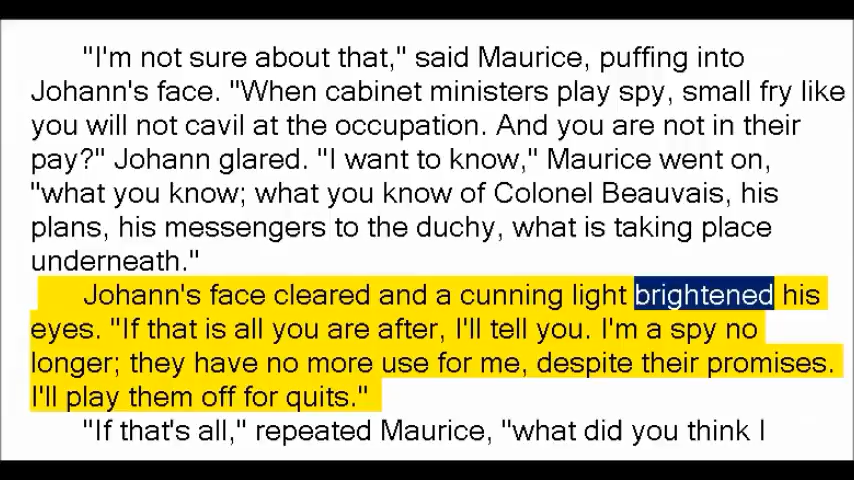 "I'm not sure about that," said Maurice, puffing into
Johann's face. "When cabinet ministers play spy, small fry like
you will not cavil at the occupation. And you are not in their
pay?" Johann glared. "I want to know," Maurice went on,
"what you know; what you know of Colonel Beauvais, his
plans, his messengers to the duchy, what is taking place
underneath."
Johann's face cleared and a cunning light brightened his
eyes. "If that is all you are after, I'll tell you. I'm a spy no
longer; they have no more use for me, despite their promises.
I'll play them off for quits."
"If that's all," repeated Maurice, "what did you think I